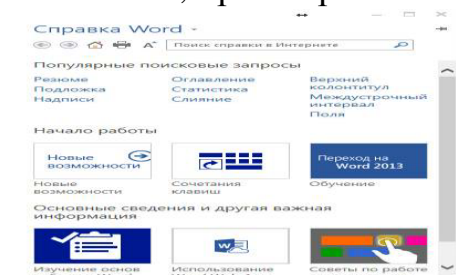 Справка Word
Поиск справки в Интернете
Популярные поисковые запросы
Резюме
Подложка
Надписи
Оглавление
Статистика
Слияние
Верхний
колонтитул
Междустрочный
интервал
Поля
Начало работы
Новые
возможности
Переход на
Word 2013
Новые
возможности
Сочетания
клавиш
Обучение
Основные сведения и другая важная
информация
Изучение основ
Использование
Советы по работе